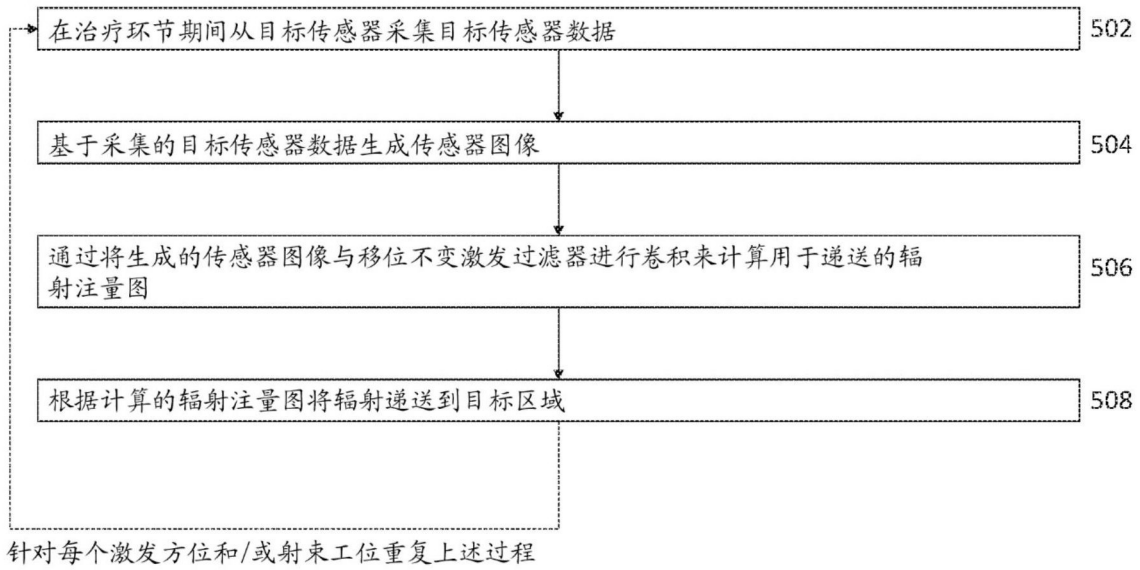 在治疗环节期间从目标传感器采集目标传感器数据
502
基于采集的目标传感器数据生成传感器图像
504
通过将生成的传感器图像与移位不变激发过滤器进行卷积来计算用于递送的辐
射注量图
506
根据计算的辐射注量图将辐射递送到目标区域
508
针对每个激发方位和/或射束工位重复上述过程